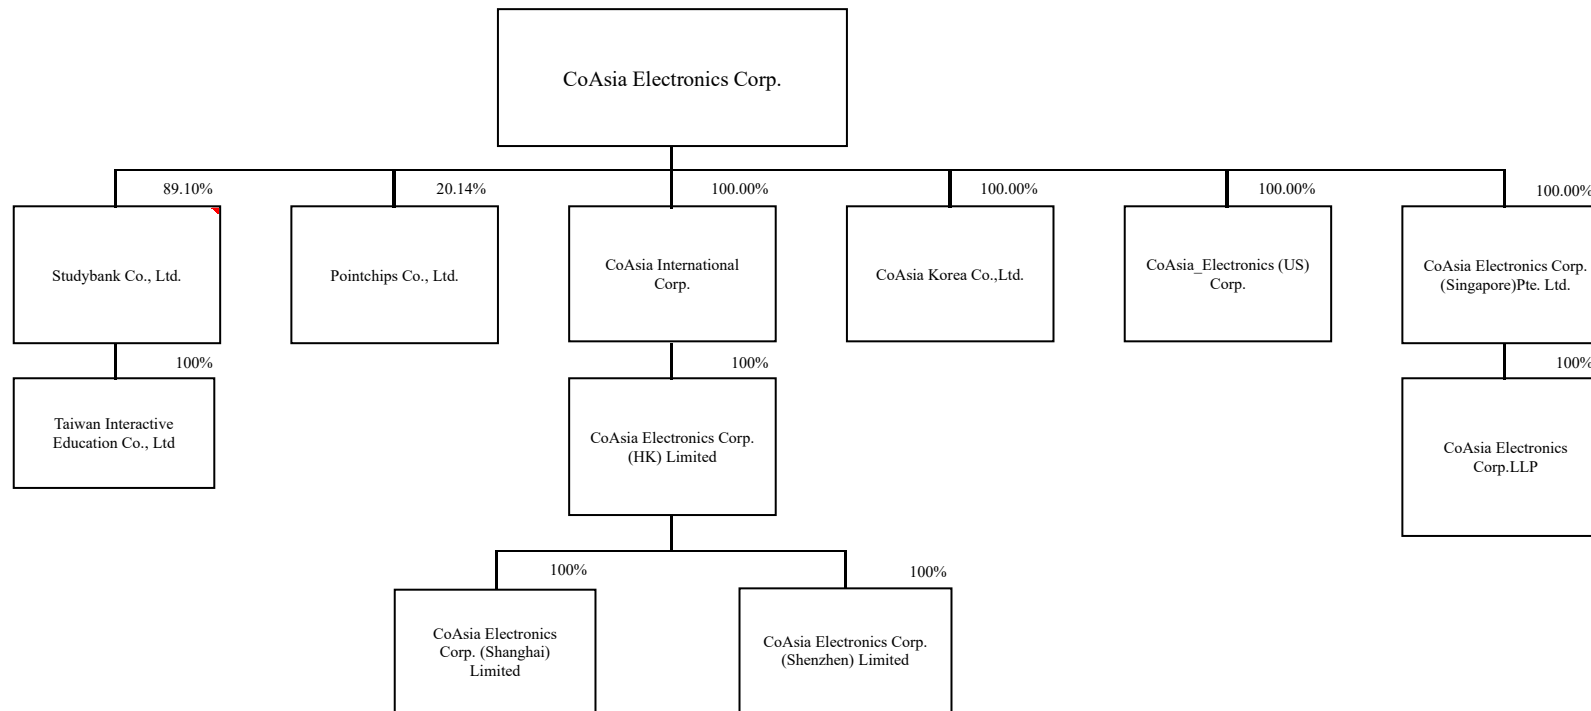 CoAsia Electronics Corp.
89.10%
20.14%
100.00%
100.00%
100.00%
100.00%
Studybank Co., Ltd.
Pointchips Co., Ltd.
CoAsia International
Corp.
CoAsia Korea Co.,Ltd.
CoAsia_Electronics (US)
Corp.
CoAsia Electronics Corp.
(Singapore)Pte. Ltd.
100%
100%
100%
Taiwan Interactive
Education Co., Ltd
CoAsia Electronics Corp.
(HK) Limited
CoAsia Electronics
Corp.LLP
100%
100%
CoAsia Electronics
Corp. (Shanghai)
Limited
CoAsia Electronics Corp.
(Shenzhen) Limited